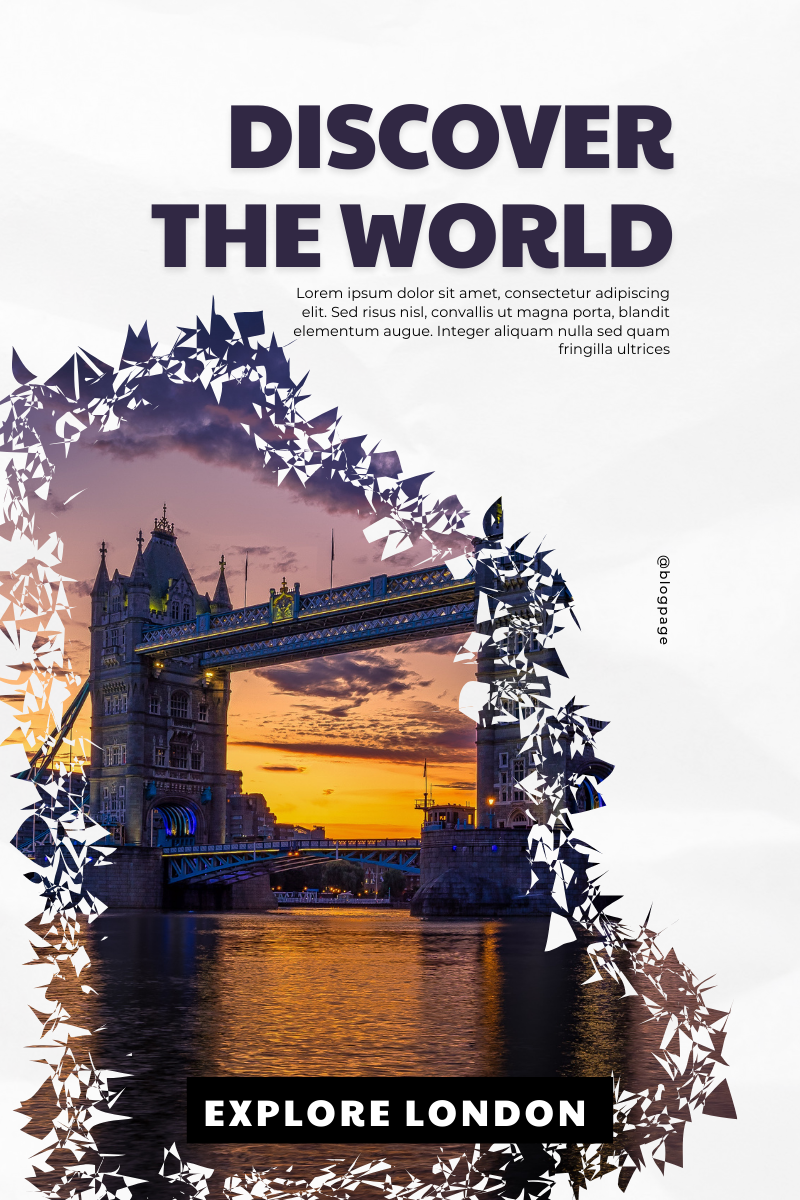 DISCOVER
THE WORLD
Lorem ipsum dolor sit amet, consectetur adipiscing
elit. Sed risus nisl, convallis ut magna porta, blandit
elementum augue. Integer aliquam nulla sed quam
fringilla ultrices
@blogpage
EXPLORE LONDON